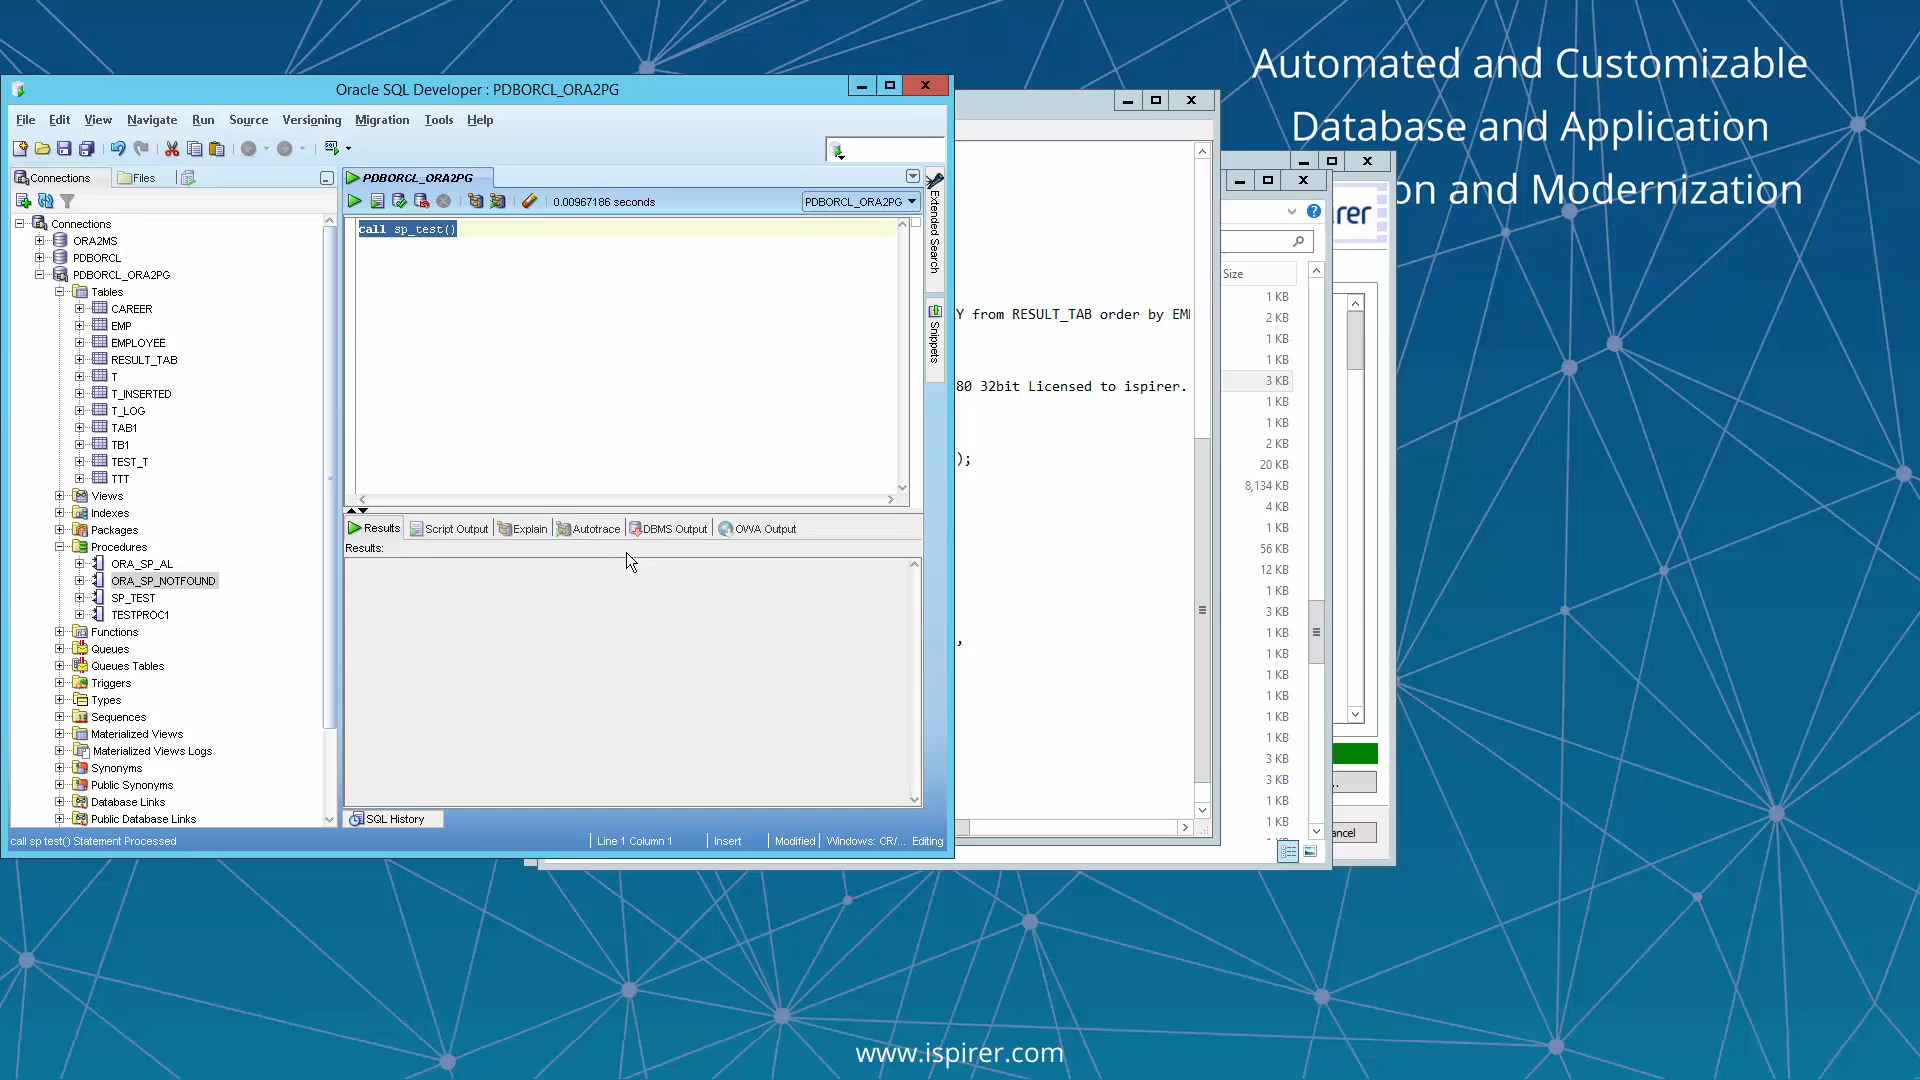 Automated and Customizable
Database and Application
on and Modernization
Oracle SQL Developer : PDBORCL_ORA2PG
File Edit View Navigate Run Source Versioning Migration Tools Help
Connections Files
PDBORCL_ORA2PG
0.00967186 seconds
PDBORCL_ORA2PG
call sp_test()
Extended Search
Snippets
Connections
ORA2MS
PDBORCL
PDBORCL_ORA2PG
Tables
CAREER
EMP
EMPLOYEE
RESULT_TAB
T
T_INSERTED
T_LOG
TAB1
TB1
TEST_T
TTT
Views
Indexes
Packages
Procedures
ORA_SP_AL
ORA_SP_NOTFOUND
SP_TEST
TESTPROC1
Functions
Queues
Queues Tables
Triggers
Types
Sequences
Materialized Views
Materialized Views Logs
Synonyms
Public Synonyms
Database Links
Public Database Links
Results Script Output Explain Autotrace DBMS Output OWA Output
Results:
SQL History
call sp test() Statement Processed
Line 1 Column 1 Insert Modified Windows: CR/... Editing
Y from RESULT_TAB order by EM
80 32bit Licensed to ispirer.
);
,
rer
Size
1 KB
2 KB
1 KB
1 KB
3 KB
1 KB
1 KB
2 KB
20 KB
8,134 KB
4 KB
1 KB
56 KB
12 KB
1 KB
3 KB
1 KB
1 KB
1 KB
1 KB
1 KB
1 KB
3 KB
3 KB
1 KB
1 KB
..
ancel
www.ispirer.com